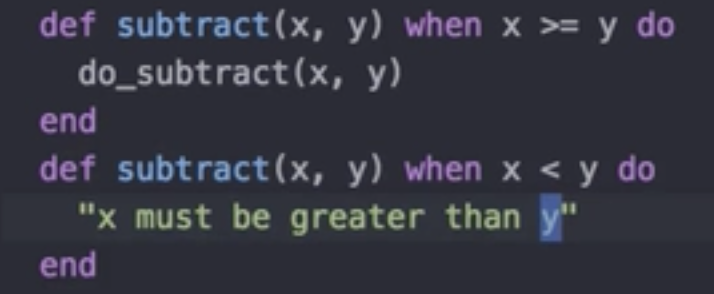 def subtract(x, y) when x >= y do
  do_subtract(x, y)
end
def subtract(x, y) when x < y do
  "x must be greater than y"
end